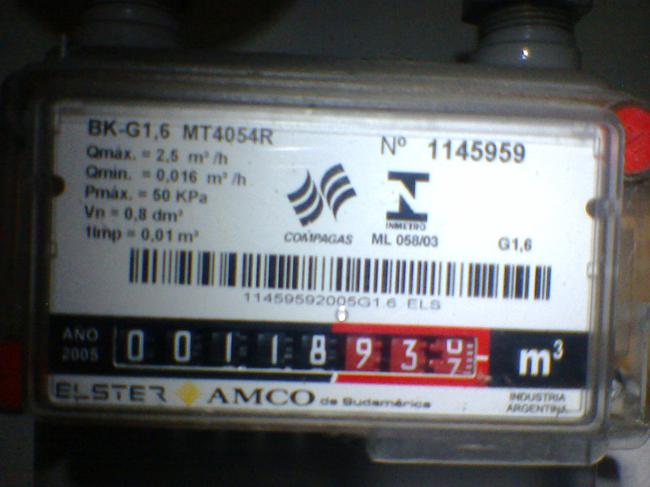 BK-G1,6 MT4054R
Nº 1145959
Qmáx. = 2,5 m³/h
Qmin. = 0,016 m³/h
Pmáx. = 50 KPa
Vn = 0,8 dm³
1Imp = 0,01 m³
COMPAGAS
INMETRO
ML 058/03
G1,6
11459592005G1.6 ELS
AÑO
2005
0 0 1 1 8 9 3
m³
ELSTER AMCO de Sudamérica
INDUSTRIA
ARGENTINA